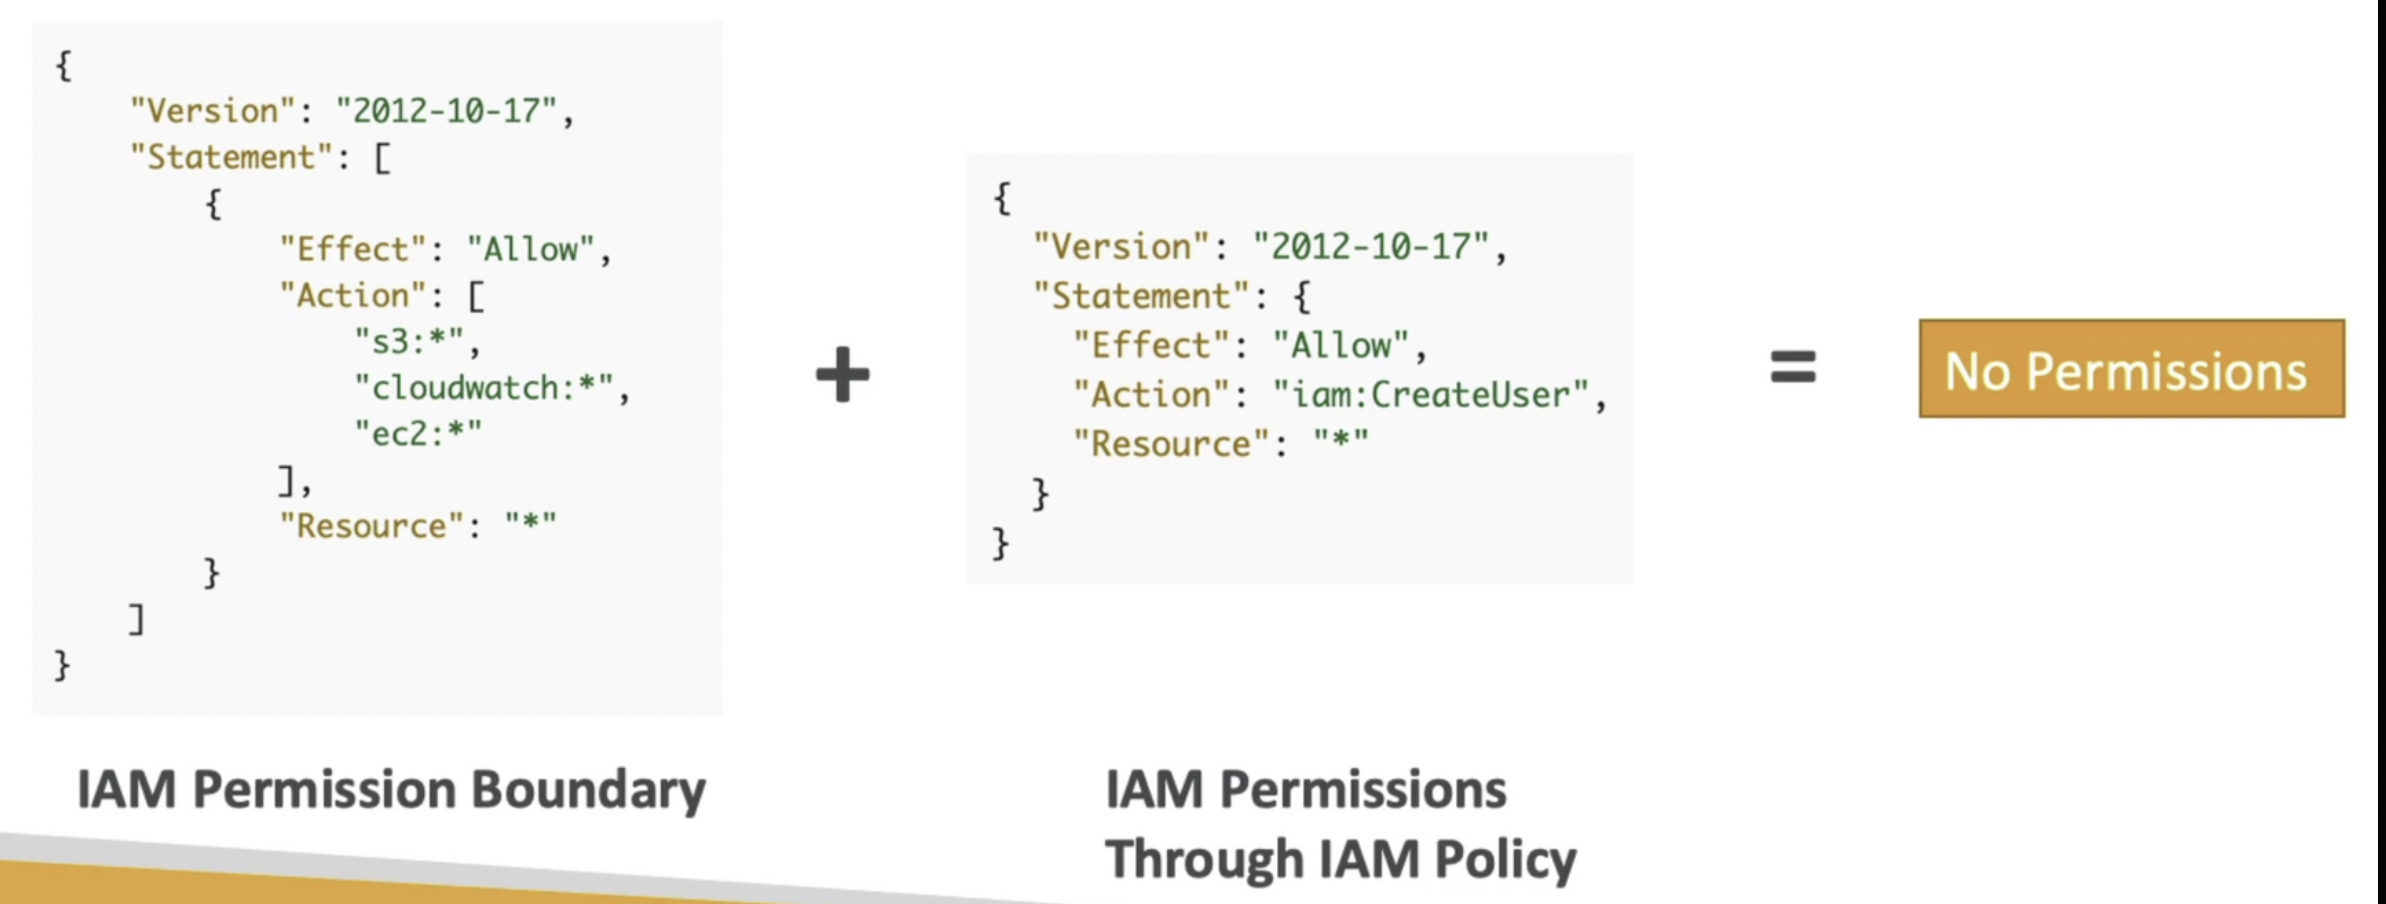 {
    "Version": "2012-10-17",
    "Statement": [
        {
            "Effect": "Allow",
            "Action": [
                "s3:*",
                "cloudwatch:*",
                "ec2:*"
            ],
            "Resource": "*"
        }
    ]
}
IAM Permission Boundary
+
{
  "Version": "2012-10-17",
  "Statement": {
    "Effect": "Allow",
    "Action": "iam:CreateUser",
    "Resource": "*"
  }
}
IAM Permissions
Through IAM Policy
=
No Permissions